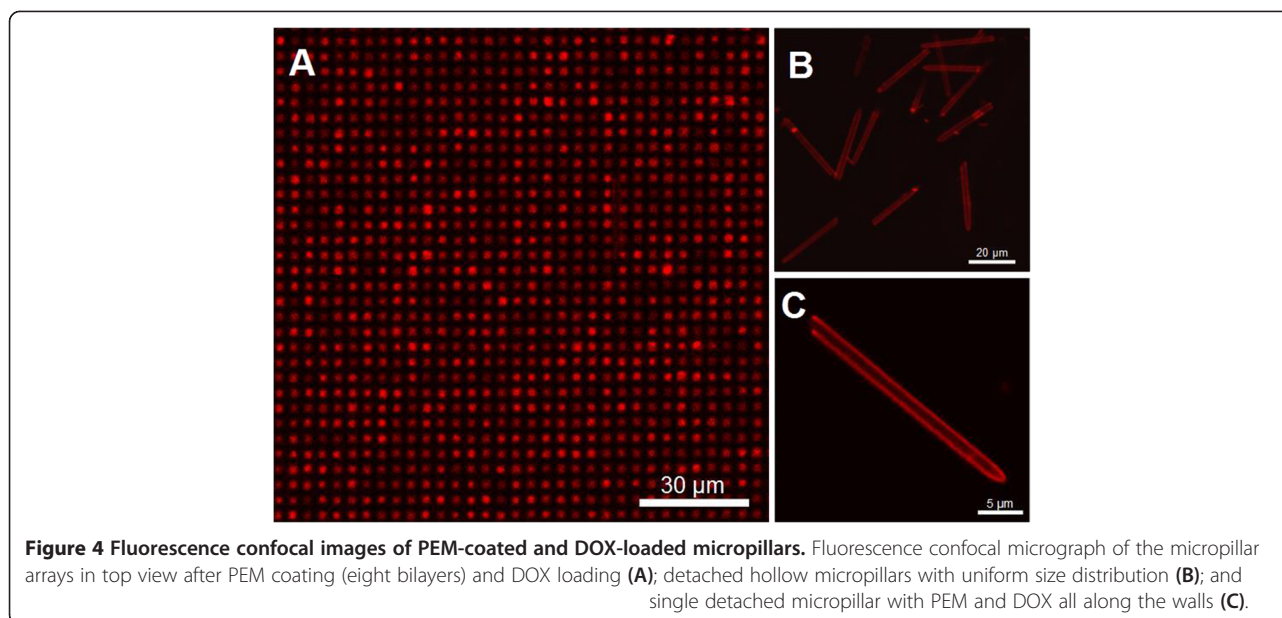 A
30 µm
B
20 µm
C
5 µm
Figure 4 Fluorescence confocal images of PEM-coated and DOX-loaded micropillars. Fluorescence confocal micrograph of the micropillar
arrays in top view after PEM coating (eight bilayers) and DOX loading (A); detached hollow micropillars with uniform size distribution (B); and
single detached micropillar with PEM and DOX all along the walls (C).